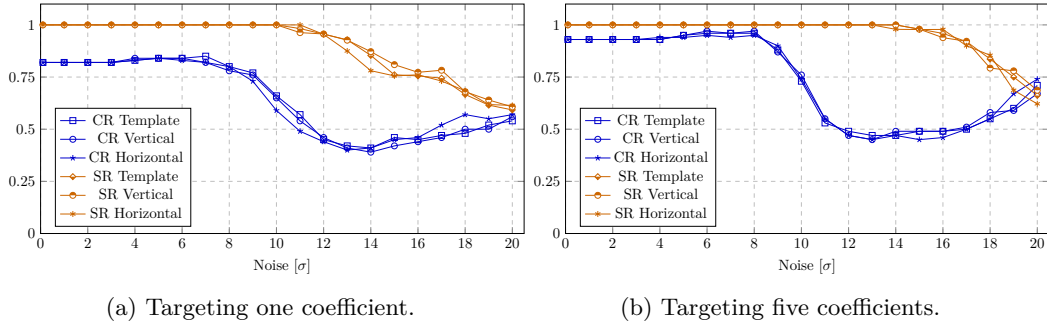 1
0.75
0.5
0.25
0
0 2 4 6 8 10 12 14 16 18 20
Noise [σ]
CR Template
CR Vertical
CR Horizontal
SR Template
SR Vertical
SR Horizontal
(a) Targeting one coefficient.
1
0.75
0.5
0.25
0
0 2 4 6 8 10 12 14 16 18 20
Noise [σ]
CR Template
CR Vertical
CR Horizontal
SR Template
SR Vertical
SR Horizontal
(b) Targeting five coefficients.